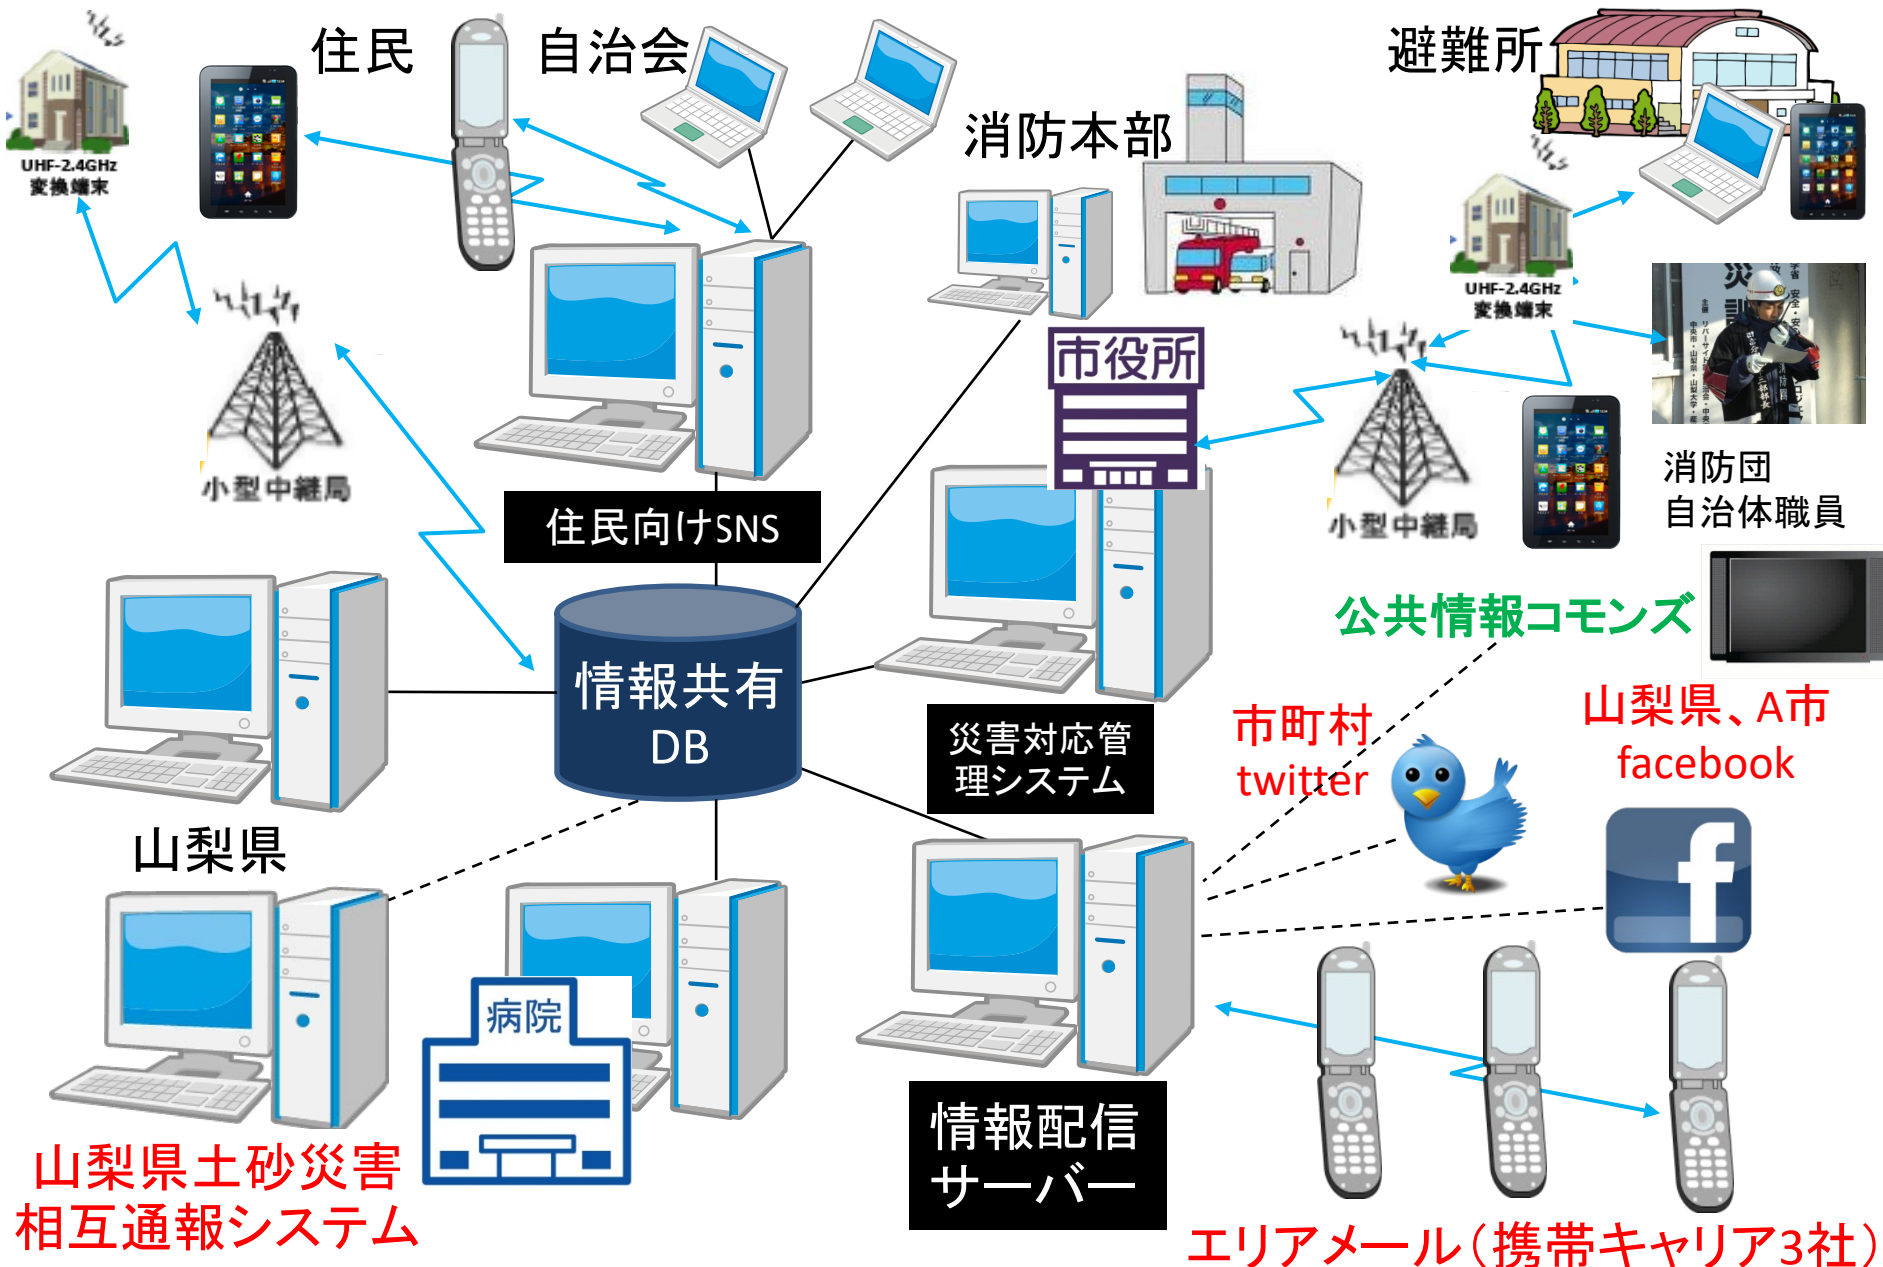 住民
自治会
避難所
消防本部
UHF-2.4GHz
変換端末
UHF-2.4GHz
変換端末
市役所
災
小型中継局
小型中継局
消防団
自治体職員
住民向けSNS
公共情報コモンズ
情報共有
DB
災害対応管
理システム
市町村
twitter
山梨県、A市
facebook
山梨県
f
病院
情報配信
サーバー
山梨県土砂災害
相互通報システム
エリアメール（携帯キャリア3社）